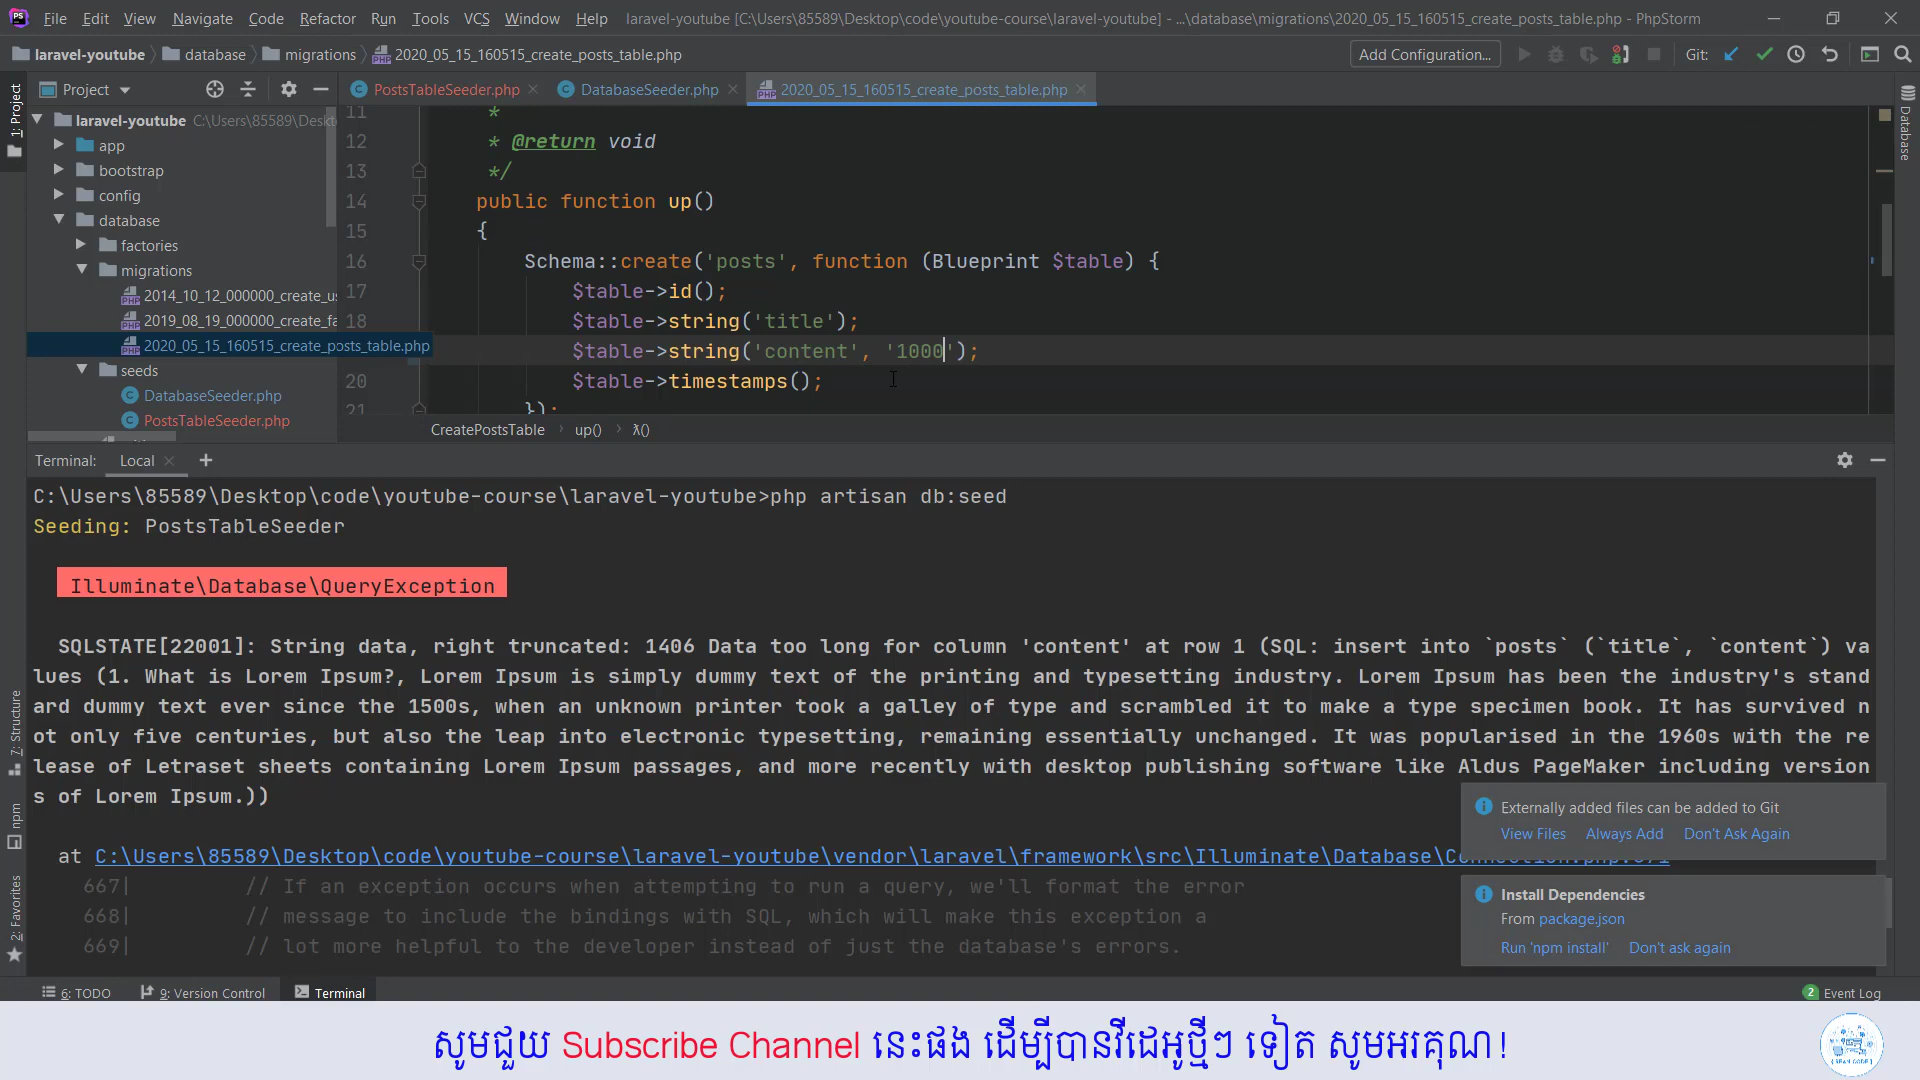 File Edit View Navigate Code Refactor Run Tools VCS Window Help laravel-youtube [C:\Users\85589\Desktop\code\youtube-course\laravel-youtube] - ...\database\migrations\2020_05_15_160515_create_posts_table.php - PhpStorm
laravel-youtube database migrations 2020_05_15_160515_create_posts_table.php Add Configuration... Git:
Project PostsTableSeeder.php DatabaseSeeder.php 2020_05_15_160515_create_posts_table.php
1: Project
Database
laravel-youtube C:\Users\85589\Deskt
app
bootstrap
config
database
factories
migrations
2014_10_12_000000_create_us
2019_08_19_000000_create_fa
2020_05_15_160515_create_posts_table.php
seeds
DatabaseSeeder.php
PostsTableSeeder.php
11 *
12 * @return void
13 */
14 public function up()
15 {
16 Schema::create('posts', function (Blueprint $table) {
17 $table->id();
18 $table->string('title');
$table->string('content', '1000');
20 $table->timestamps();
21 });
CreatePostsTable › up() › λ()
Terminal: Local +
C:\Users\85589\Desktop\code\youtube-course\laravel-youtube>php artisan db:seed
Seeding: PostsTableSeeder
Illuminate\Database\QueryException
SQLSTATE[22001]: String data, right truncated: 1406 Data too long for column 'content' at row 1 (SQL: insert into `posts` (`title`, `content`) va
lues (1. What is Lorem Ipsum?, Lorem Ipsum is simply dummy text of the printing and typesetting industry. Lorem Ipsum has been the industry's stand
ard dummy text ever since the 1500s, when an unknown printer took a galley of type and scrambled it to make a type specimen book. It has survived n
ot only five centuries, but also the leap into electronic typesetting, remaining essentially unchanged. It was popularised in the 1960s with the re
lease of Letraset sheets containing Lorem Ipsum passages, and more recently with desktop publishing software like Aldus PageMaker including version
s of Lorem Ipsum.))
at C:\Users\85589\Desktop\code\youtube-course\laravel-youtube\vendor\laravel\framework\src\Illuminate\Database\Connection.php:671
667| // If an exception occurs when attempting to run a query, we'll format the error
668| // message to include the bindings with SQL, which will make this exception a
669| // lot more helpful to the developer instead of just the database's errors.
7: Structure
npm
2: Favorites
Externally added files can be added to Git
View Files Always Add Don't Ask Again
Install Dependencies
From package.json
Run 'npm install' Don't ask again
6: TODO 9: Version Control Terminal 2 Event Log
សូមជួយ Subscribe Channel នេះផង ដើម្បីបានវីដេអូថ្មីៗ ទៀត សូមអរគុណ!